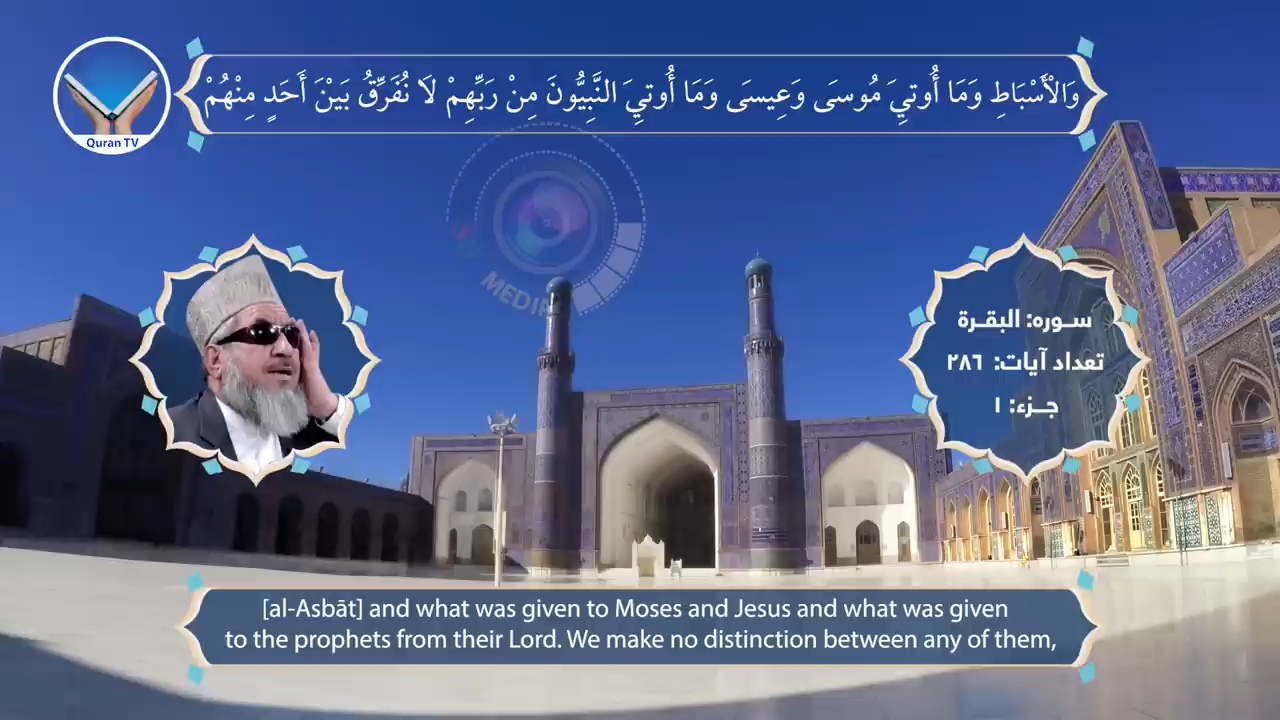 وَالْأَسْبَاطِ وَمَا أُوتِيَ مُوسَى وَعِيسَى وَمَا أُوتِيَ النَّبِيُّونَ مِنْ رَبِّهِمْ لَا نُفَرِّقُ بَيْنَ أَحَدٍ مِنْهُمْ
Quran TV
سوره: البقرة
تعداد آیات: ٢٨٦
جزء: ١
[al-Asbāt] and what was given to Moses and Jesus and what was given
to the prophets from their Lord. We make no distinction between any of them,